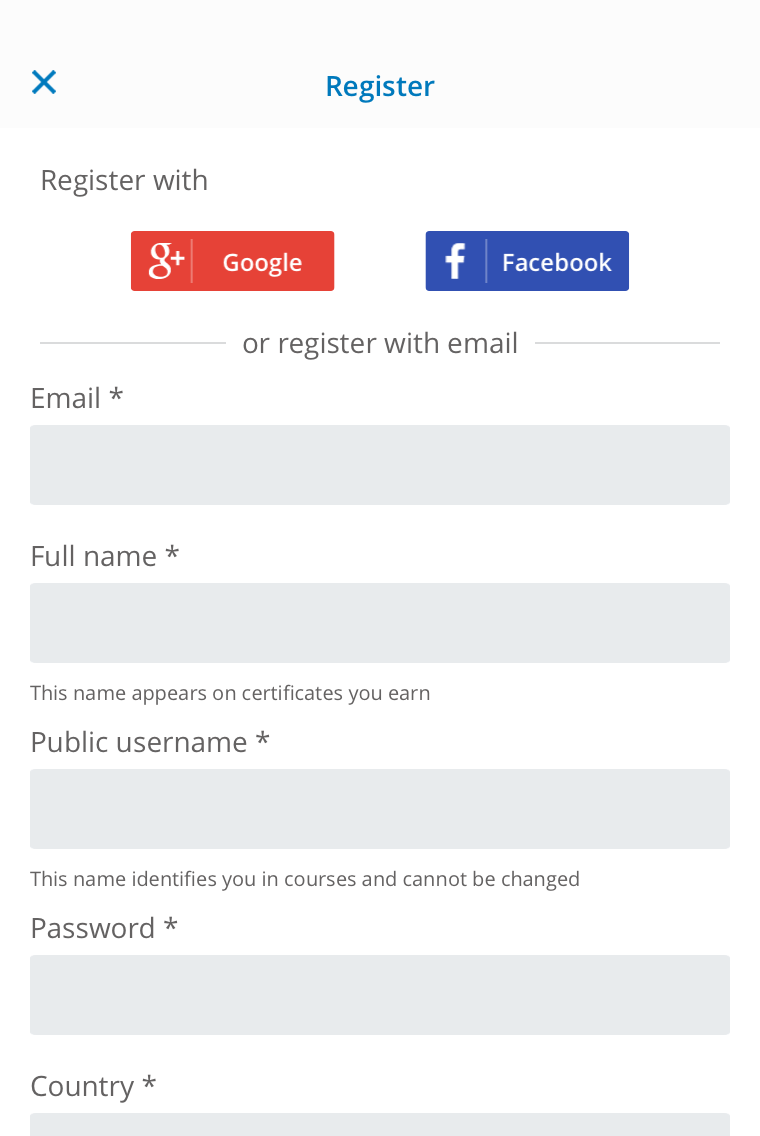 Register
Register with
g+ Google
f Facebook
or register with email
Email *
Full name *
This name appears on certificates you earn
Public username *
This name identifies you in courses and cannot be changed
Password *
Country *